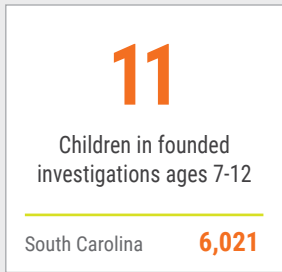 11
Children in founded
investigations ages 7-12
South Carolina 6,021